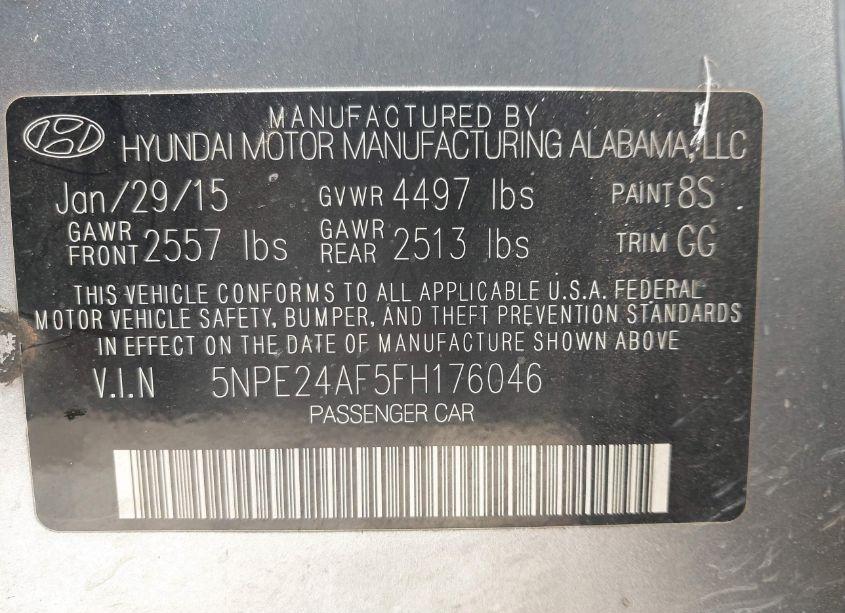 MANUFACTURED BY
HYUNDAI MOTOR MANUFACTURING ALABAMA, LLC
Jan/29/15 GVWR 4497 lbs PAINT 8S
GAWR FRONT 2557 lbs GAWR REAR 2513 lbs TRIM GG
THIS VEHICLE CONFORMS TO ALL APPLICABLE U.S.A. FEDERAL
MOTOR VEHICLE SAFETY, BUMPER, AND THEFT PREVENTION STANDARDS
IN EFFECT ON THE DATE OF MANUFACTURE SHOWN ABOVE
V.I.N 5NPE24AF5FH176046
PASSENGER CAR